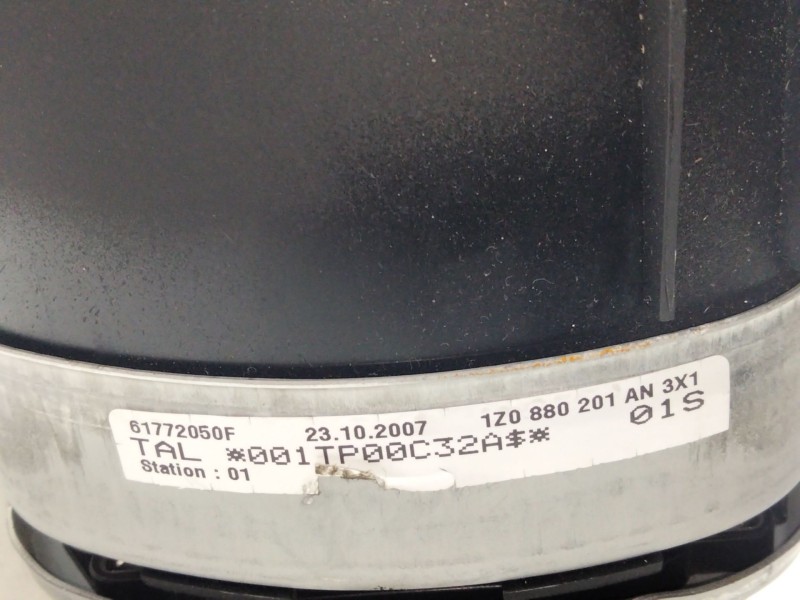 61772050F 23.10.2007 1Z0 880 201 AN 3X1
TAL *001TP00C32A$* 01S
Station : 01